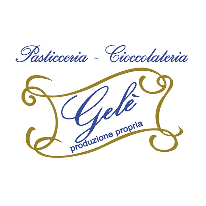 Pasticceria - Cioccolateria
Gelè
produzione propria